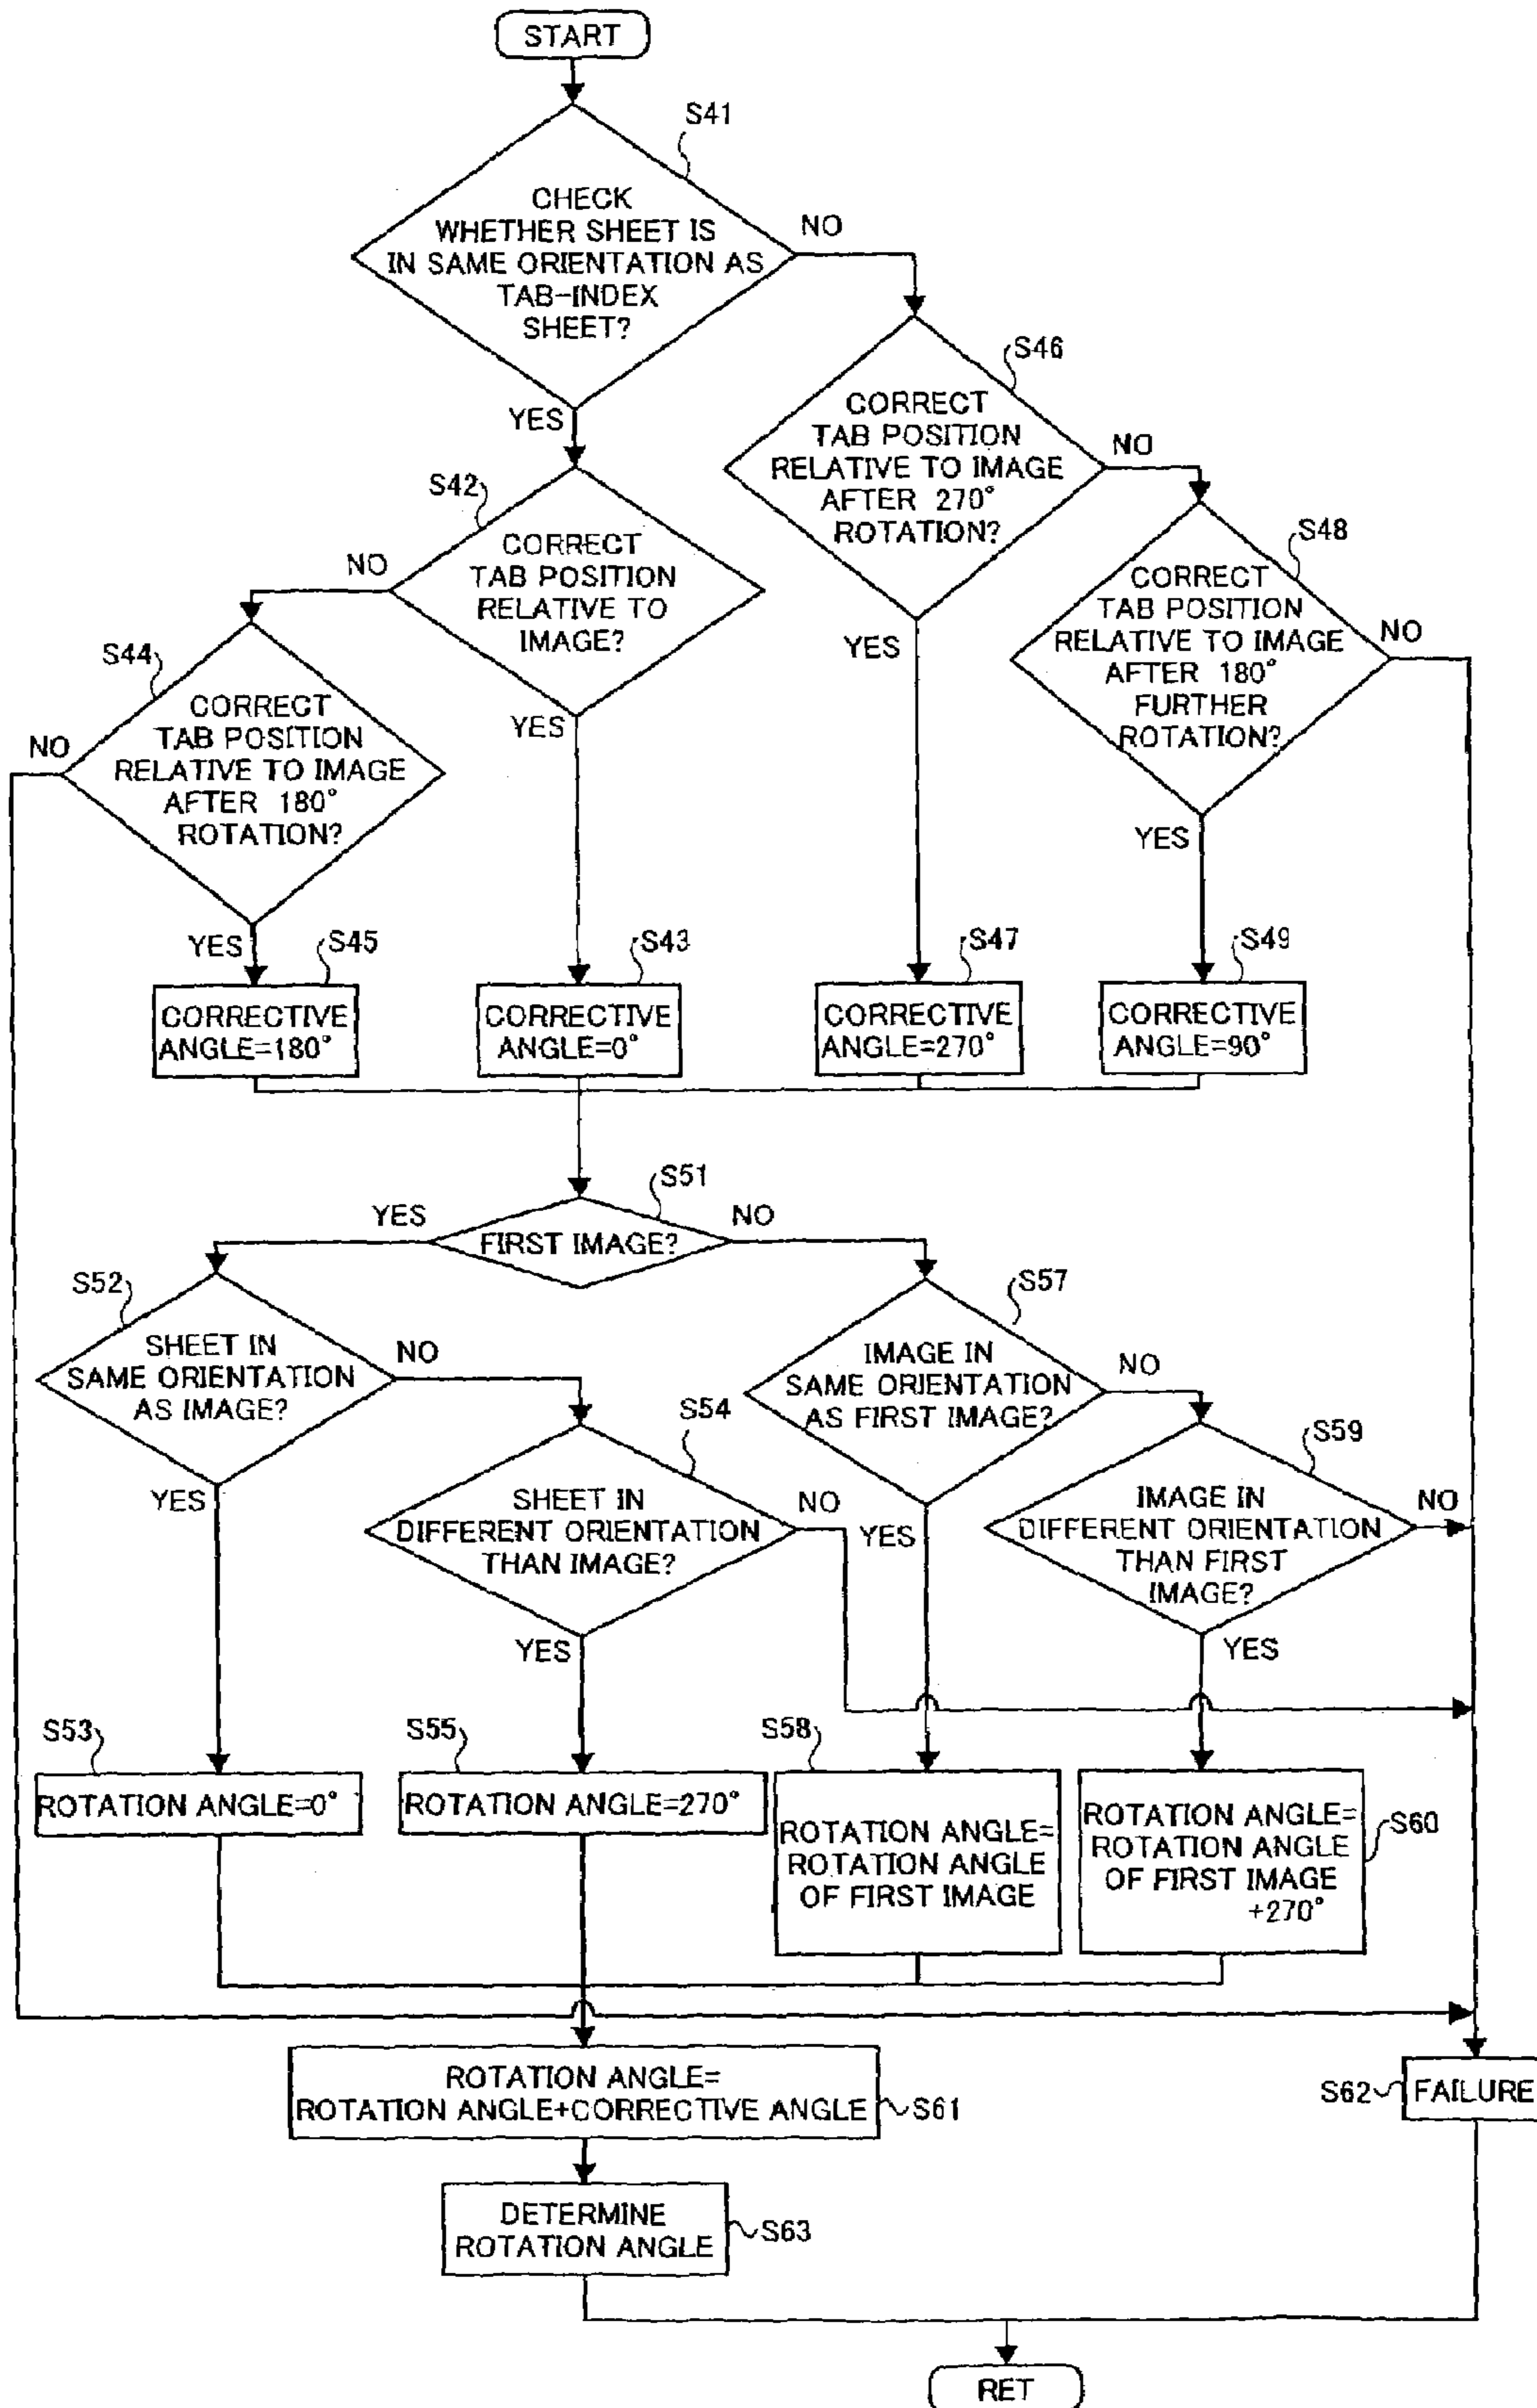 START
S41
CHECK
WHETHER SHEET IS
IN SAME ORIENTATION AS
TAB-INDEX
SHEET?
NO
YES
S46
CORRECT
TAB POSITION
RELATIVE TO IMAGE
AFTER 270°
ROTATION?
NO
YES
S42
CORRECT
TAB POSITION
RELATIVE TO
IMAGE?
NO
YES
S48
CORRECT
TAB POSITION
RELATIVE TO IMAGE
AFTER 180°
FURTHER
ROTATION?
NO
YES
S44
CORRECT
TAB POSITION
RELATIVE TO IMAGE
AFTER 180°
ROTATION?
NO
YES
S45
CORRECTIVE
ANGLE=180°
S43
CORRECTIVE
ANGLE=0°
S47
CORRECTIVE
ANGLE=270°
S49
CORRECTIVE
ANGLE=90°
S51
FIRST IMAGE?
YES
NO
S52
SHEET IN
SAME ORIENTATION
AS IMAGE?
NO
YES
S54
SHEET IN
DIFFERENT ORIENTATION
THAN IMAGE?
NO
YES
S57
IMAGE IN
SAME ORIENTATION
AS FIRST IMAGE?
NO
YES
S59
IMAGE IN
DIFFERENT ORIENTATION
THAN FIRST
IMAGE?
NO
YES
S53
ROTATION ANGLE=0°
S55
ROTATION ANGLE=270°
S58
ROTATION ANGLE=
ROTATION ANGLE
OF FIRST IMAGE
ROTATION ANGLE=
ROTATION ANGLE
OF FIRST IMAGE
+270°
S60
ROTATION ANGLE=
ROTATION ANGLE+CORRECTIVE ANGLE
S61
S62
FAILURE
DETERMINE
ROTATION ANGLE
S63
RET